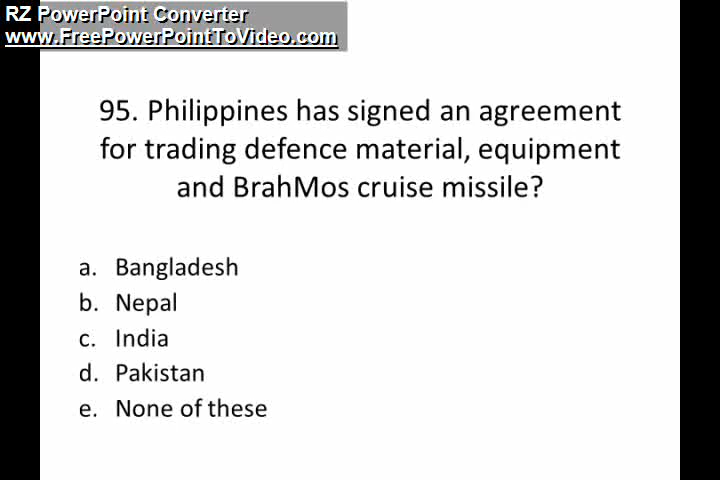 RZ PowerPoint Converter
www.FreePowerPointToVideo.com
95. Philippines has signed an agreement
for trading defence material, equipment
and BrahMos cruise missile?
a. Bangladesh
b. Nepal
c. India
d. Pakistan
e. None of these